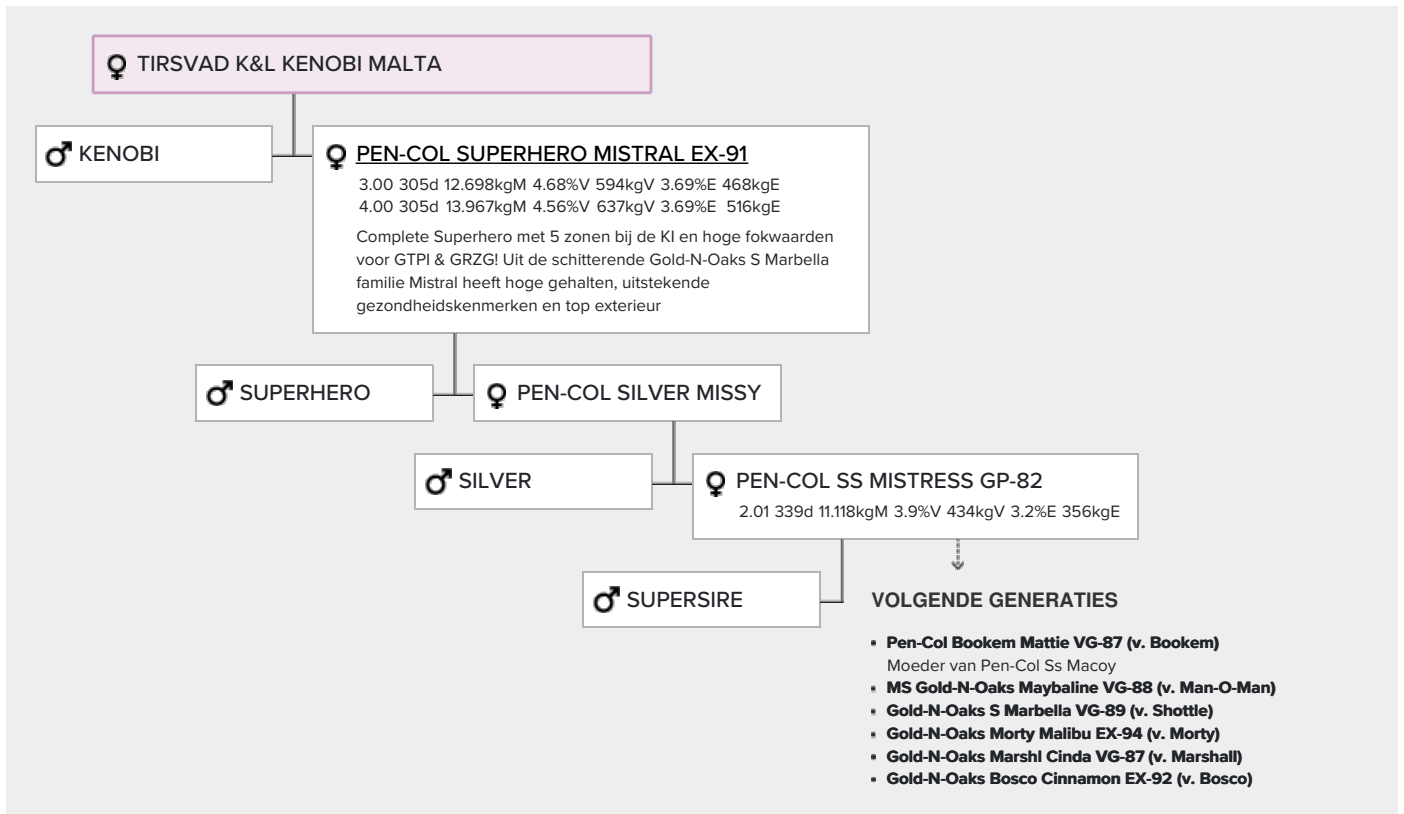 TIRSVAD K&L KENOBI MALTA
KENOBI
PEN-COL SUPERHERO MISTRAL EX-91
3.00 305d 12.698kgM 4.68%V 594kgV 3.69%E 468kgE
4.00 305d 13.967kgM 4.56%V 637kgV 3.69%E 516kgE
Complete Superhero met 5 zonen bij de KI en hoge fokwaarden
voor GTPI & GRZG! Uit de schitterende Gold-N-Oaks S Marbella
familie Mistral heeft hoge gehalten, uitstekende
gezondheidskenmerken en top exterieur
SUPERHERO
PEN-COL SILVER MISSY
SILVER
PEN-COL SS MISTRESS GP-82
2.01 339d 11.118kgM 3.9%V 434kgV 3.2%E 356kgE
SUPERSIRE
VOLGENDE GENERATIES
Pen-Col Bookem Mattie VG-87 (v. Bookem)
Moeder van Pen-Col Ss Macoy
MS Gold-N-Oaks Maybaline VG-88 (v. Man-O-Man)
Gold-N-Oaks S Marbella VG-89 (v. Shottle)
Gold-N-Oaks Morty Malibu EX-94 (v. Morty)
Gold-N-Oaks Marshl Cinda VG-87 (v. Marshall)
Gold-N-Oaks Bosco Cinnamon EX-92 (v. Bosco)